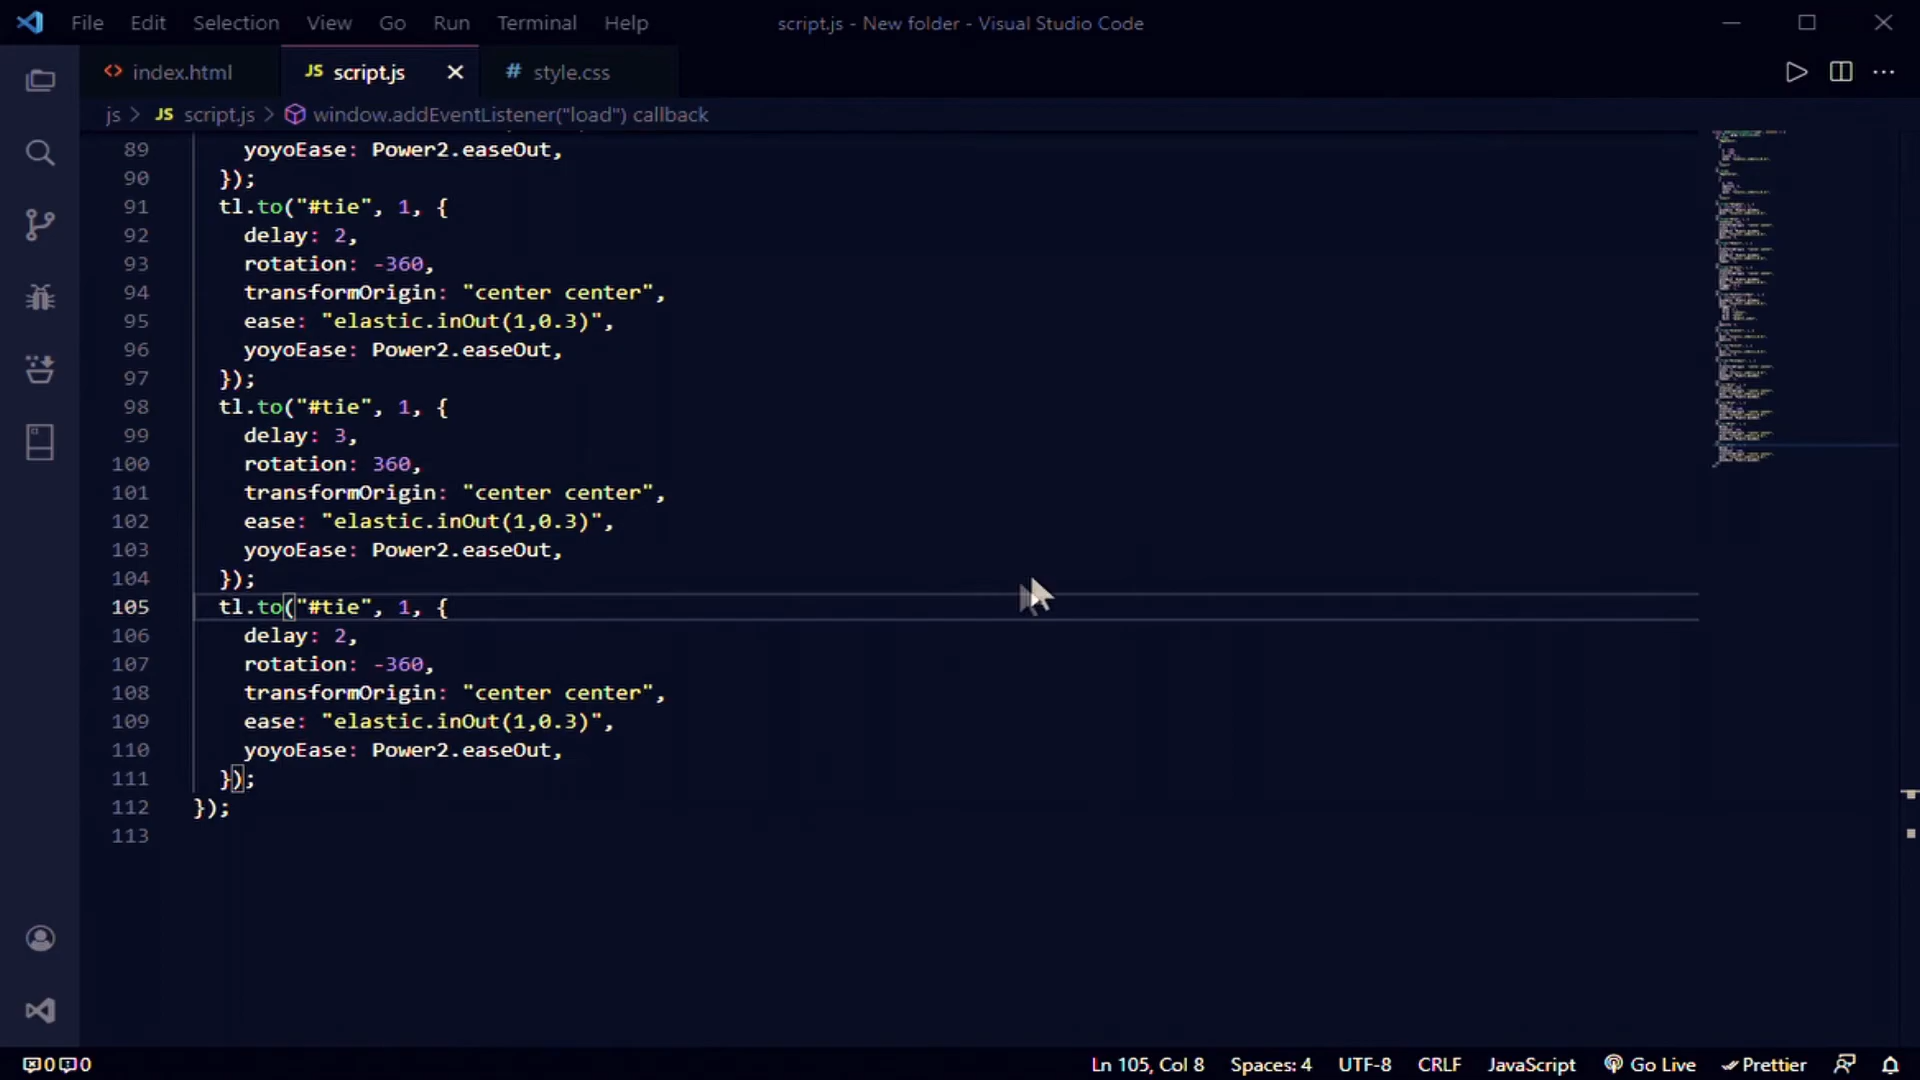 File Edit Selection View Go Run Terminal Help script.js - New folder - Visual Studio Code
<> index.html JS script.js # style.css
js > JS script.js > window.addEventListener("load") callback
89 yoyoEase: Power2.easeOut,
90 });
91 tl.to("#tie", 1, {
92 delay: 2,
93 rotation: -360,
94 transformOrigin: "center center",
95 ease: "elastic.inOut(1,0.3)",
96 yoyoEase: Power2.easeOut,
97 });
98 tl.to("#tie", 1, {
99 delay: 3,
100 rotation: 360,
101 transformOrigin: "center center",
102 ease: "elastic.inOut(1,0.3)",
103 yoyoEase: Power2.easeOut,
104 });
105 tl.to("#tie", 1, {
106 delay: 2,
107 rotation: -360,
108 transformOrigin: "center center",
109 ease: "elastic.inOut(1,0.3)",
110 yoyoEase: Power2.easeOut,
111 });
112 });
113
0 0 Ln 105, Col 8 Spaces: 4 UTF-8 CRLF JavaScript Go Live Prettier